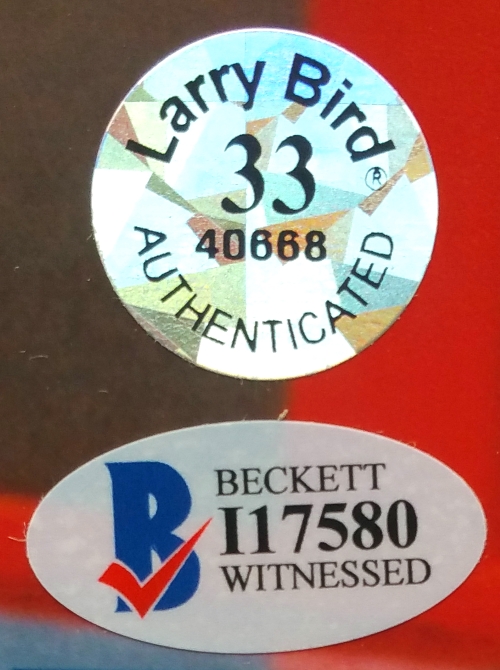 Larry Bird®
33
40668
AUTHENTICATED
B
BECKETT
I17580
WITNESSED